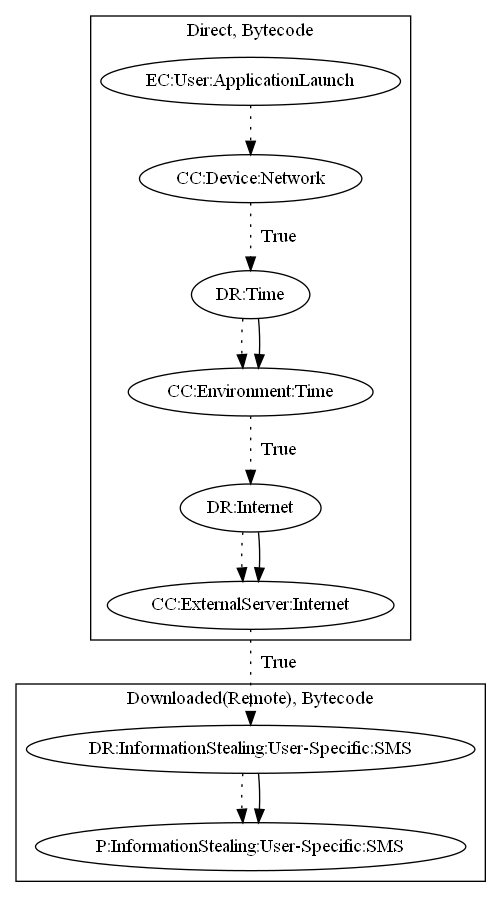 Direct, Bytecode
EC:User:ApplicationLaunch
CC:Device:Network
True
DR:Time
CC:Environment:Time
True
DR:Internet
CC:ExternalServer:Internet
True
Downloaded(Remote), Bytecode
DR:InformationStealing:User-Specific:SMS
P:InformationStealing:User-Specific:SMS